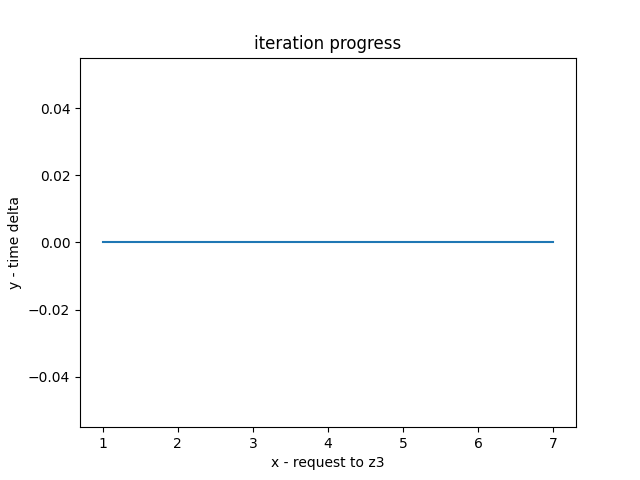 iteration progress
0.04
0.02
0.00
−0.02
−0.04
y - time delta
1 2 3 4 5 6 7
x - request to z3